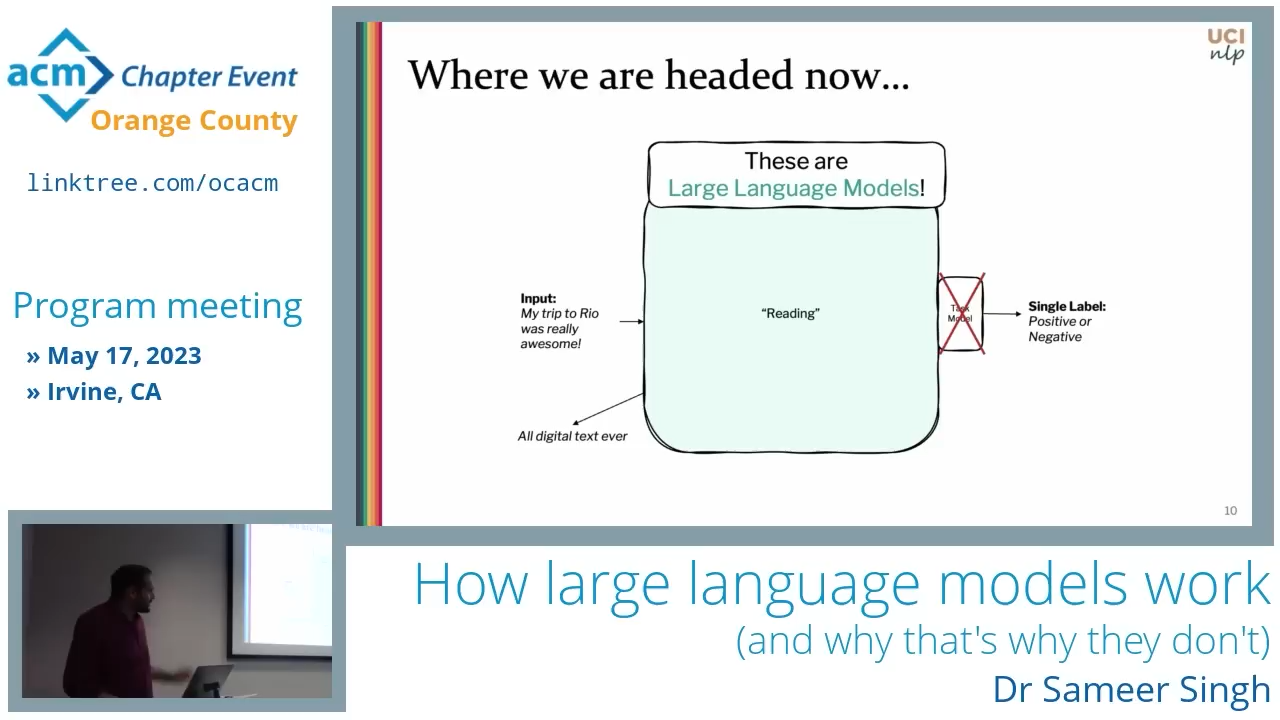 acm Chapter Event
Orange County
linktree.com/ocacm
Program meeting
» May 17, 2023
» Irvine, CA
UCI
nlp
Where we are headed now...
These are
Large Language Models!
Input:
My trip to Rio
was really
awesome!
"Reading"
Task
Model
Single Label:
Positive or
Negative
All digital text ever
10
How large language models work
(and why that's why they don't)
Dr Sameer Singh